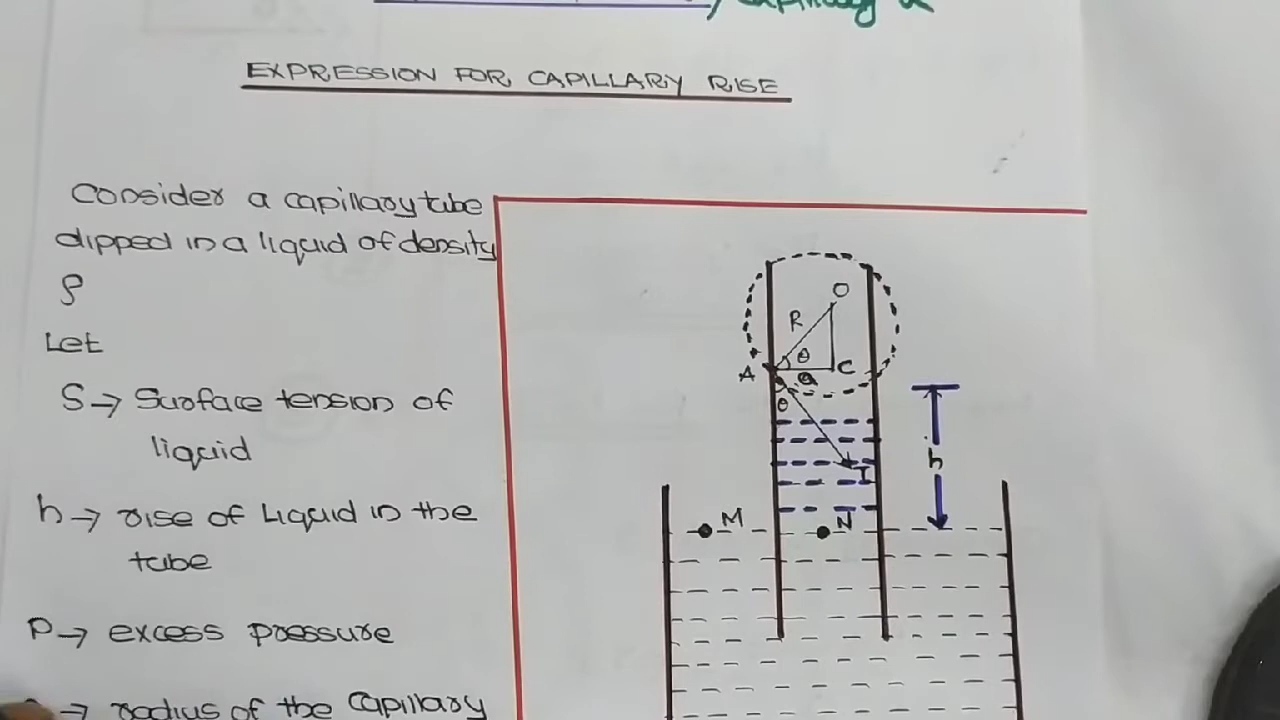 EXPRESSION FOR CAPILLARY RISE
Consider a capillary tube
dipped in a liquid of density
ρ
Let
S → Surface tension of
liquid
h → rise of Liquid in the
tube
P → excess pressure
→ radius of the capillary
O
R
θ
A
a
C
θ
T
h
M
N